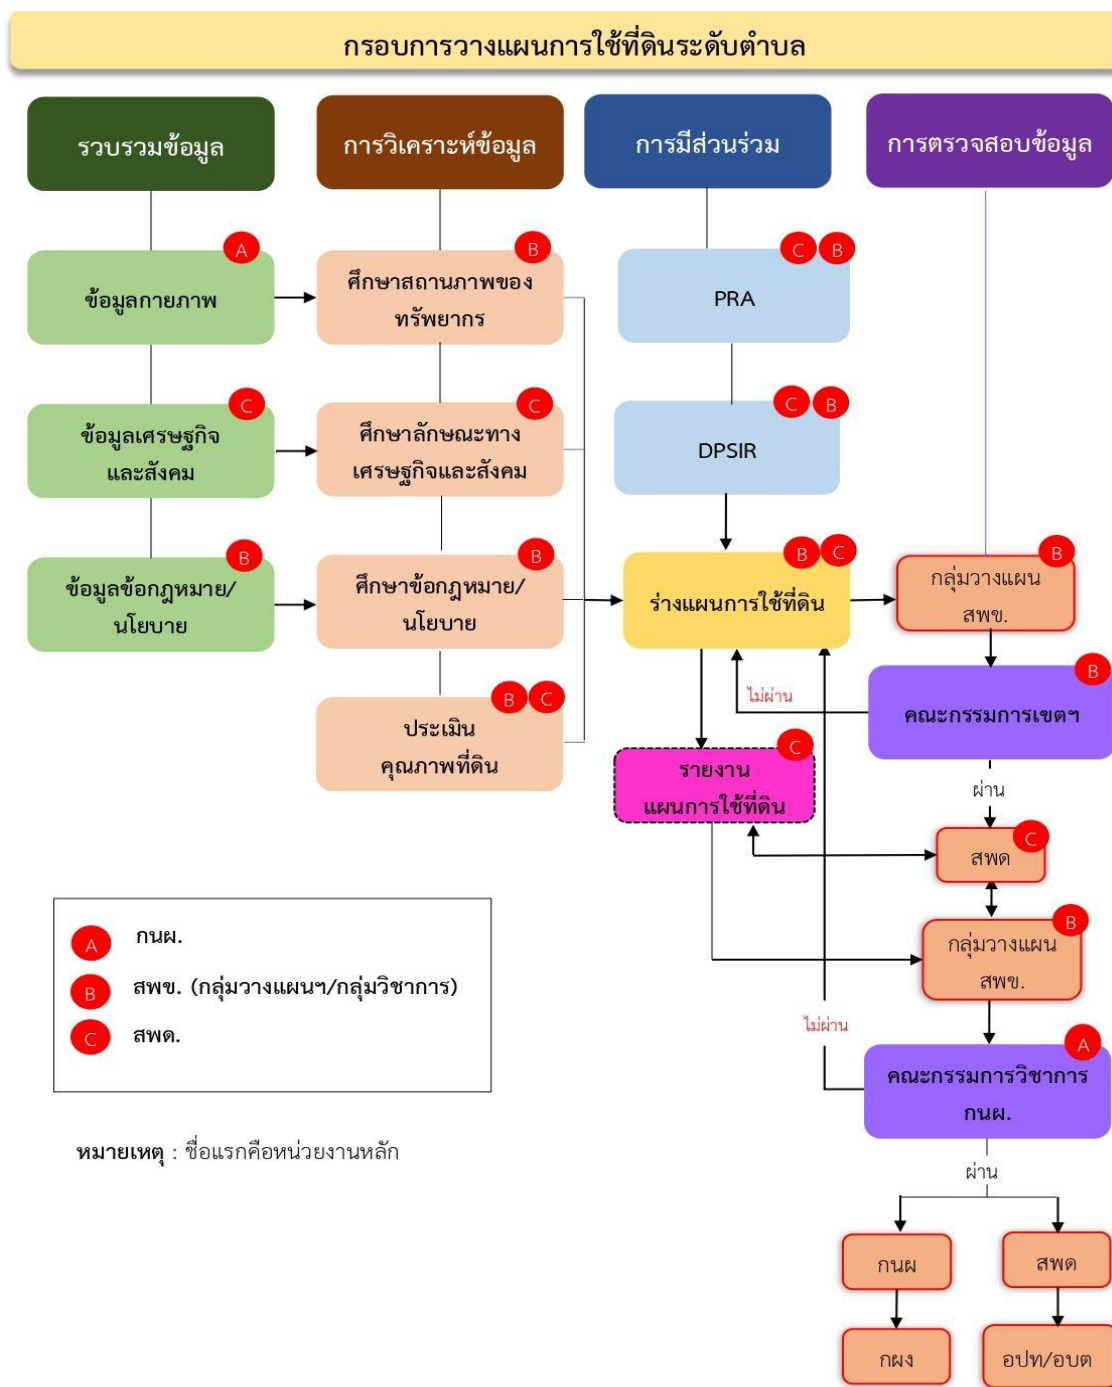 กรอบการวางแผนการใช้ที่ดินระดับตำบล
รวบรวมข้อมูล
การวิเคราะห์ข้อมูล
การมีส่วนร่วม
การตรวจสอบข้อมูล
A
ข้อมูลกายภาพ
B
ศึกษาสถานภาพของ
ทรัพยากร
C B
PRA
C
ข้อมูลเศรษฐกิจ
และสังคม
C
ศึกษาลักษณะทาง
เศรษฐกิจและสังคม
C B
DPSIR
B
ข้อมูลข้อกฎหมาย/
นโยบาย
B
ศึกษาข้อกฎหมาย/
นโยบาย
B C
ร่างแผนการใช้ที่ดิน
B
กลุ่มวางแผน
สพข.
B C
ประเมิน
คุณภาพที่ดิน
ไม่ผ่าน
B
คณะกรรมการเขตฯ
C
รายงาน
แผนการใช้ที่ดิน
ผ่าน
C
สพด
B
กลุ่มวางแผน
สพข.
A กนผ.
B สพข. (กลุ่มวางแผนฯ/กลุ่มวิชาการ)
C สพด.
ไม่ผ่าน
A
คณะกรรมการวิชาการ
กนผ.
หมายเหตุ : ชื่อแรกคือหน่วยงานหลัก
ผ่าน
กนผ
สพด
กผง
อปท/อบต